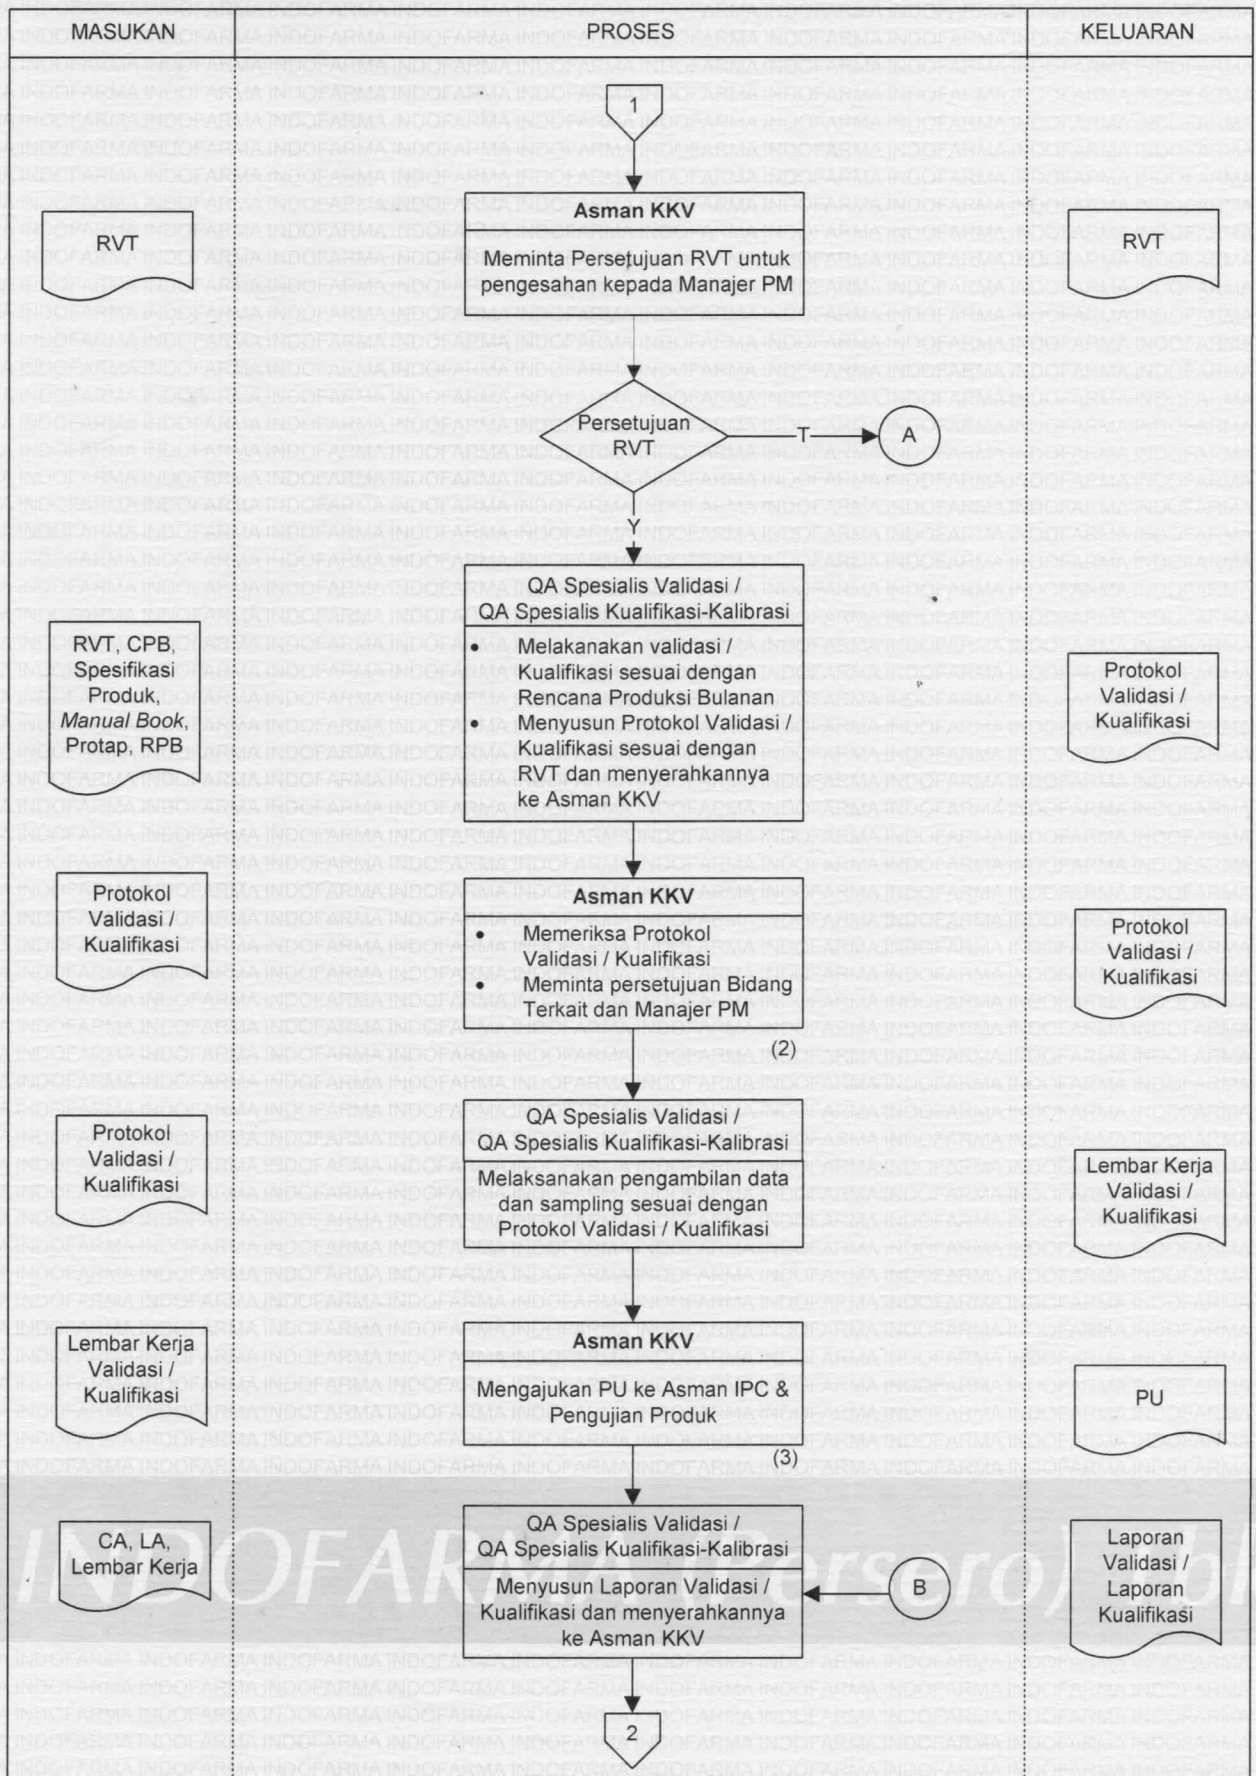 MASUKAN
PROSES
KELUARAN
1
RVT
Asman KKV
Meminta Persetujuan RVT untuk
pengesahan kepada Manajer PM
RVT
Persetujuan
RVT
T
A
Y
RVT, CPB,
Spesifikasi
Produk,
Manual Book,
Protap, RPB
QA Spesialis Validasi /
QA Spesialis Kualifikasi-Kalibrasi
• Melakanakan validasi /
Kualifikasi sesuai dengan
Rencana Produksi Bulanan
• Menyusun Protokol Validasi /
Kualifikasi sesuai dengan
RVT dan menyerahkannya
ke Asman KKV
Protokol
Validasi /
Kualifikasi
Protokol
Validasi /
Kualifikasi
Asman KKV
• Memeriksa Protokol
Validasi / Kualifikasi
• Meminta persetujuan Bidang
Terkait dan Manajer PM
(2)
Protokol
Validasi /
Kualifikasi
Protokol
Validasi /
Kualifikasi
QA Spesialis Validasi /
QA Spesialis Kualifikasi-Kalibrasi
Melaksanakan pengambilan data
dan sampling sesuai dengan
Protokol Validasi / Kualifikasi
Lembar Kerja
Validasi /
Kualifikasi
Lembar Kerja
Validasi /
Kualifikasi
Asman KKV
Mengajukan PU ke Asman IPC &
Pengujian Produk
(3)
PU
CA, LA,
Lembar Kerja
QA Spesialis Validasi /
QA Spesialis Kualifikasi-Kalibrasi
Menyusun Laporan Validasi /
Kualifikasi dan menyerahkannya
ke Asman KKV
B
Laporan
Validasi /
Laporan
Kualifikasi
INDOFARMA (Persero) Tbk
2